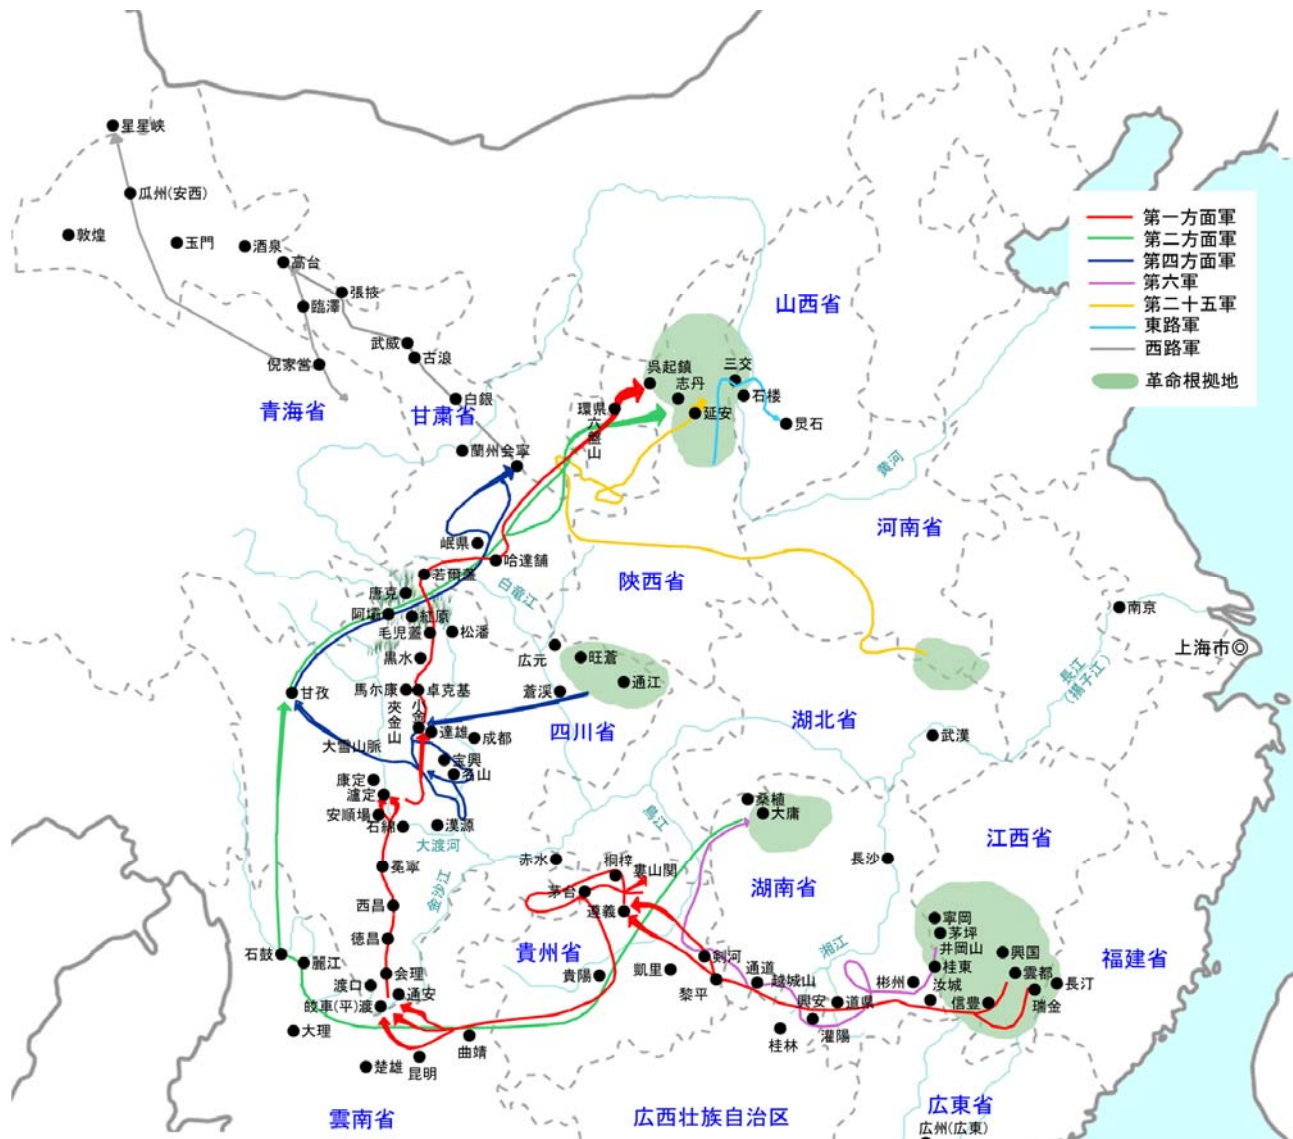 星星峡
瓜州(安西)
敦煌
玉門
酒泉
高台
臨澤
張掖
倪家営
武威
古浪
白銀
青海省
甘粛省
蘭州会寧
第一方面軍
第二方面軍
第四方面軍
第六軍
第二十五軍
東路軍
西路軍
革命根拠地
山西省
呉起鎮
志丹
三交
石楼
延安
炅石
環県
六盤山
黄河
河南省
岷県
哈達舗
陝西省
若爾蓋
白竜江
唐克
阿壩
紅原
毛児蓋
松潘
黒水
広元
旺蒼
通江
蒼渓
南京
上海市
長江
(揚子江)
甘孜
馬尔康
卓克基
夾金山
小金
達雄
成都
四川省
湖北省
武漢
大雪山脈
宝興
名山
康定
瀘定
安順場
石綿
漢源
大渡河
桑植
大庸
烏江
江西省
赤水
桐梓
婁山関
茅台
遵義
長沙
湖南省
冕寧
金沙江
西昌
徳昌
石鼓
麗江
会理
渡口
通安
皎車(平)渡
大理
楚雄
昆明
曲靖
貴州省
貴陽
凱里
剣河
黎平
通道
越城山
湘江
興安
道県
灌陽
桂林
彬州
寧岡
茅坪
井岡山
桂東
汝城
興国
雲都
信豊
瑞金
長汀
福建省
雲南省
広西壮族自治区
広東省
広州(広東)